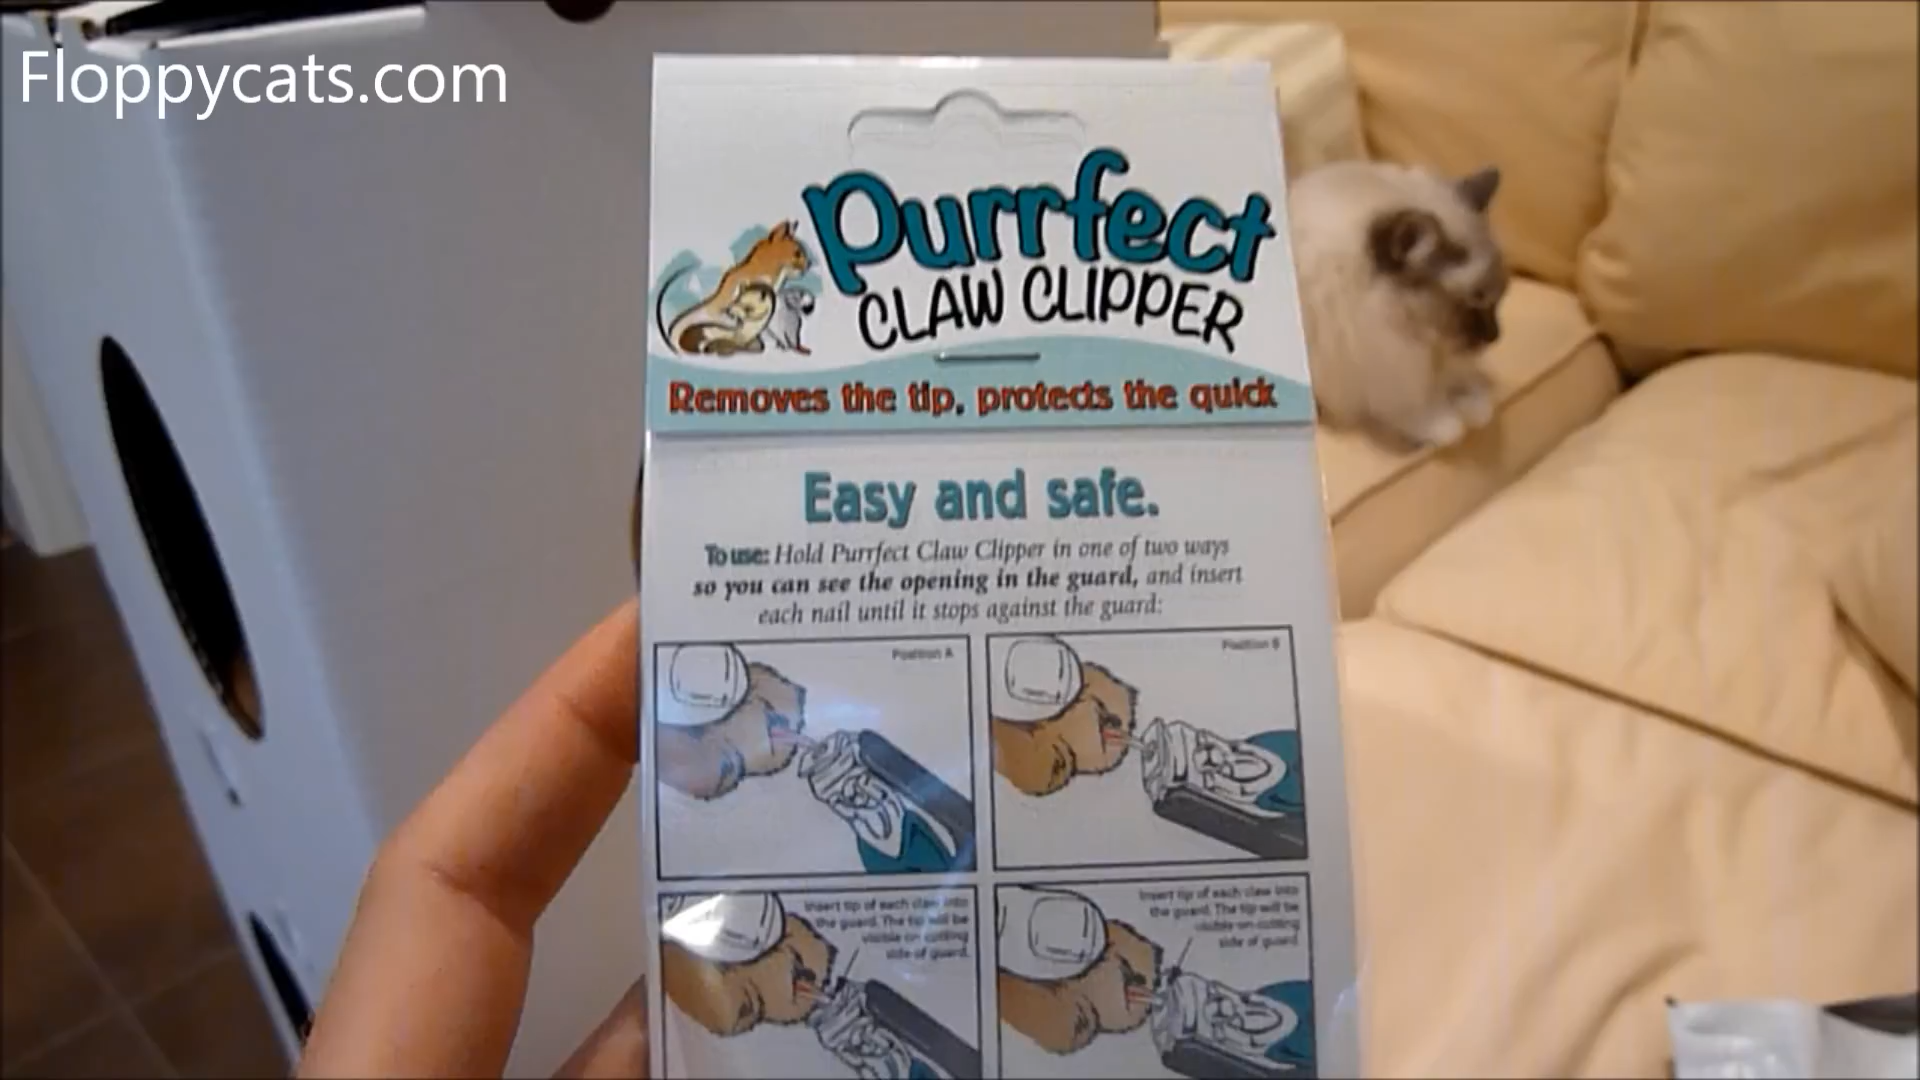 Floppycats.com
Purrfect
CLAW CLIPPER
Removes the tip, protects the quick
Easy and safe.
To use: Hold Purrfect Claw Clipper in one of two ways
so you can see the opening in the guard, and insert
each nail until it stops against the guard:
Position A
Position B
Insert tip of each claw into
the guard. The tip will be
visible on cutting
side of guard.
Insert tip of each claw into
the guard. The tip will be
visible on cutting
side of guard.